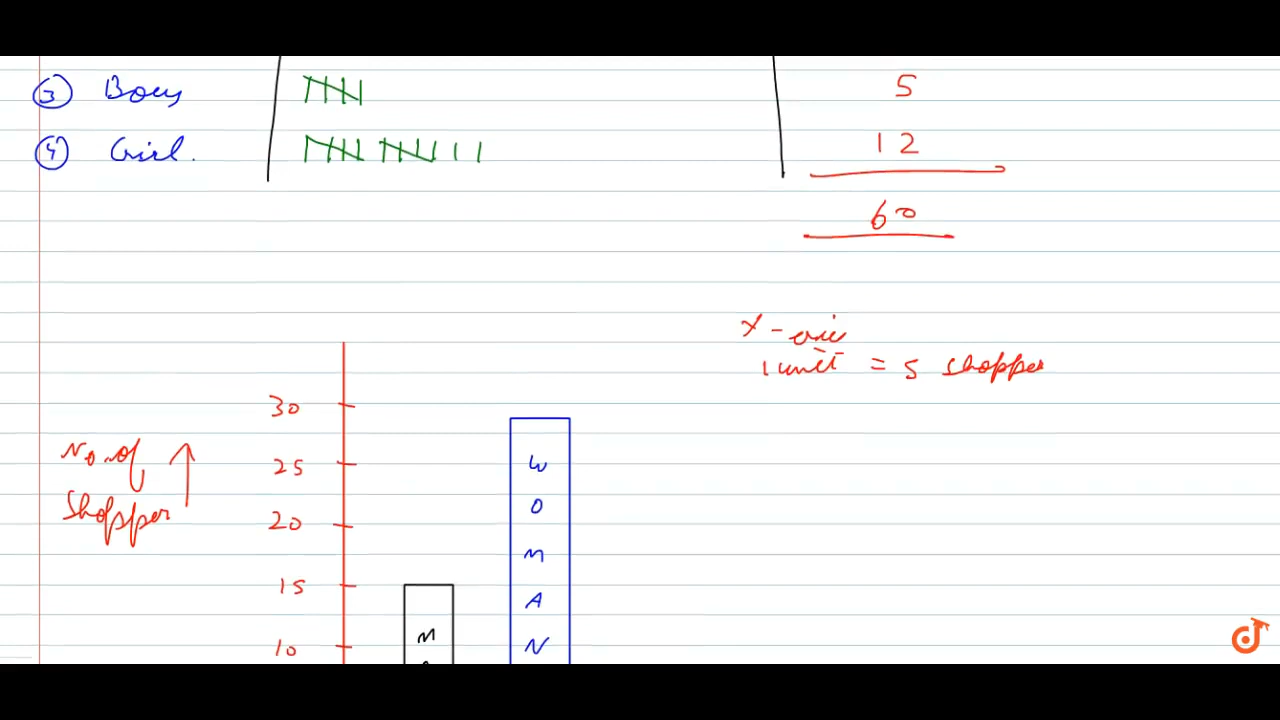 3 Boys 5
4 Girl. 12
60
X-axis
1 unit = 5 shopper
30
No. of 25
shopper 20
15
10
W
O
M
A
N
M